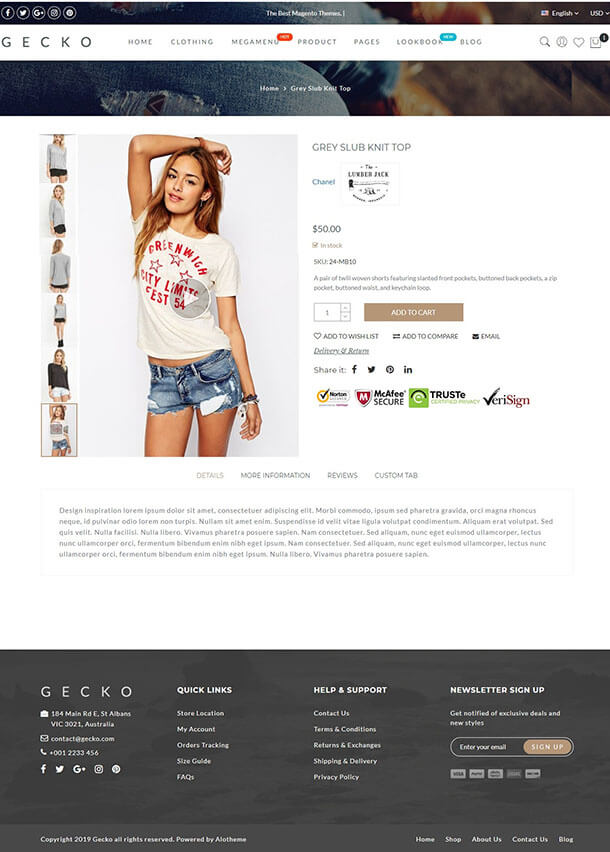 The Best Magento Themes. |
English
USD
GECKO
HOME
CLOTHING
MEGAMENU
HOT
PRODUCT
PAGES
LOOKBOOK
NEW
BLOG
1
Home > Grey Slub Knit Top
GREY SLUB KNIT TOP
Chanel
The
LUMBER JACK
$50.00
In stock
SKU: 24-MB10
A pair of twill woven shorts featuring slanted front pockets, buttoned back pockets, a zip
pocket, buttoned waist, and keychain loop.
1
ADD TO CART
ADD TO WISH LIST
ADD TO COMPARE
EMAIL
Delivery & Return
Share it:
Norton
SECURED
McAfee
SECURE
TRUSTe
CERTIFIED PRIVACY
VeriSign
GREENWICH
CITY LIMITS
FEST 54
DETAILS
MORE INFORMATION
REVIEWS
CUSTOM TAB
Design inspiration lorem ipsum dolor sit amet, consectetuer adipiscing elit. Morbi commodo, ipsum sed pharetra gravida, orci magna rhoncus
neque, id pulvinar odio lorem non turpis. Nullam sit amet enim. Suspendisse id velit vitae ligula volutpat condimentum. Aliquam erat volutpat. Sed
quis velit. Nulla facilisi. Nulla libero. Vivamus pharetra posuere sapien. Nam consectetuer. Sed aliquam, nunc eget euismod ullamcorper, lectus
nunc ullamcorper orci, fermentum bibendum enim nibh eget ipsum. Nam consectetuer. Sed aliquam, nunc eget euismod ullamcorper, lectus nunc
ullamcorper orci, fermentum bibendum enim nibh eget ipsum. Nulla libero. Vivamus pharetra posuere sapien.
GECKO
184 Main Rd E, St Albans
VIC 3021, Australia
contact@gecko.com
+001 2233 456
QUICK LINKS
Store Location
My Account
Orders Tracking
Size Guide
FAQs
HELP & SUPPORT
Contact Us
Terms & Conditions
Returns & Exchanges
Shipping & Delivery
Privacy Policy
NEWSLETTER SIGN UP
Get notified of exclusive deals and
new styles
Enter your email
SIGN UP
VISA
Copyright 2019 Gecko all rights reserved. Powered by Alotheme
Home
Shop
About Us
Contact Us
Blog